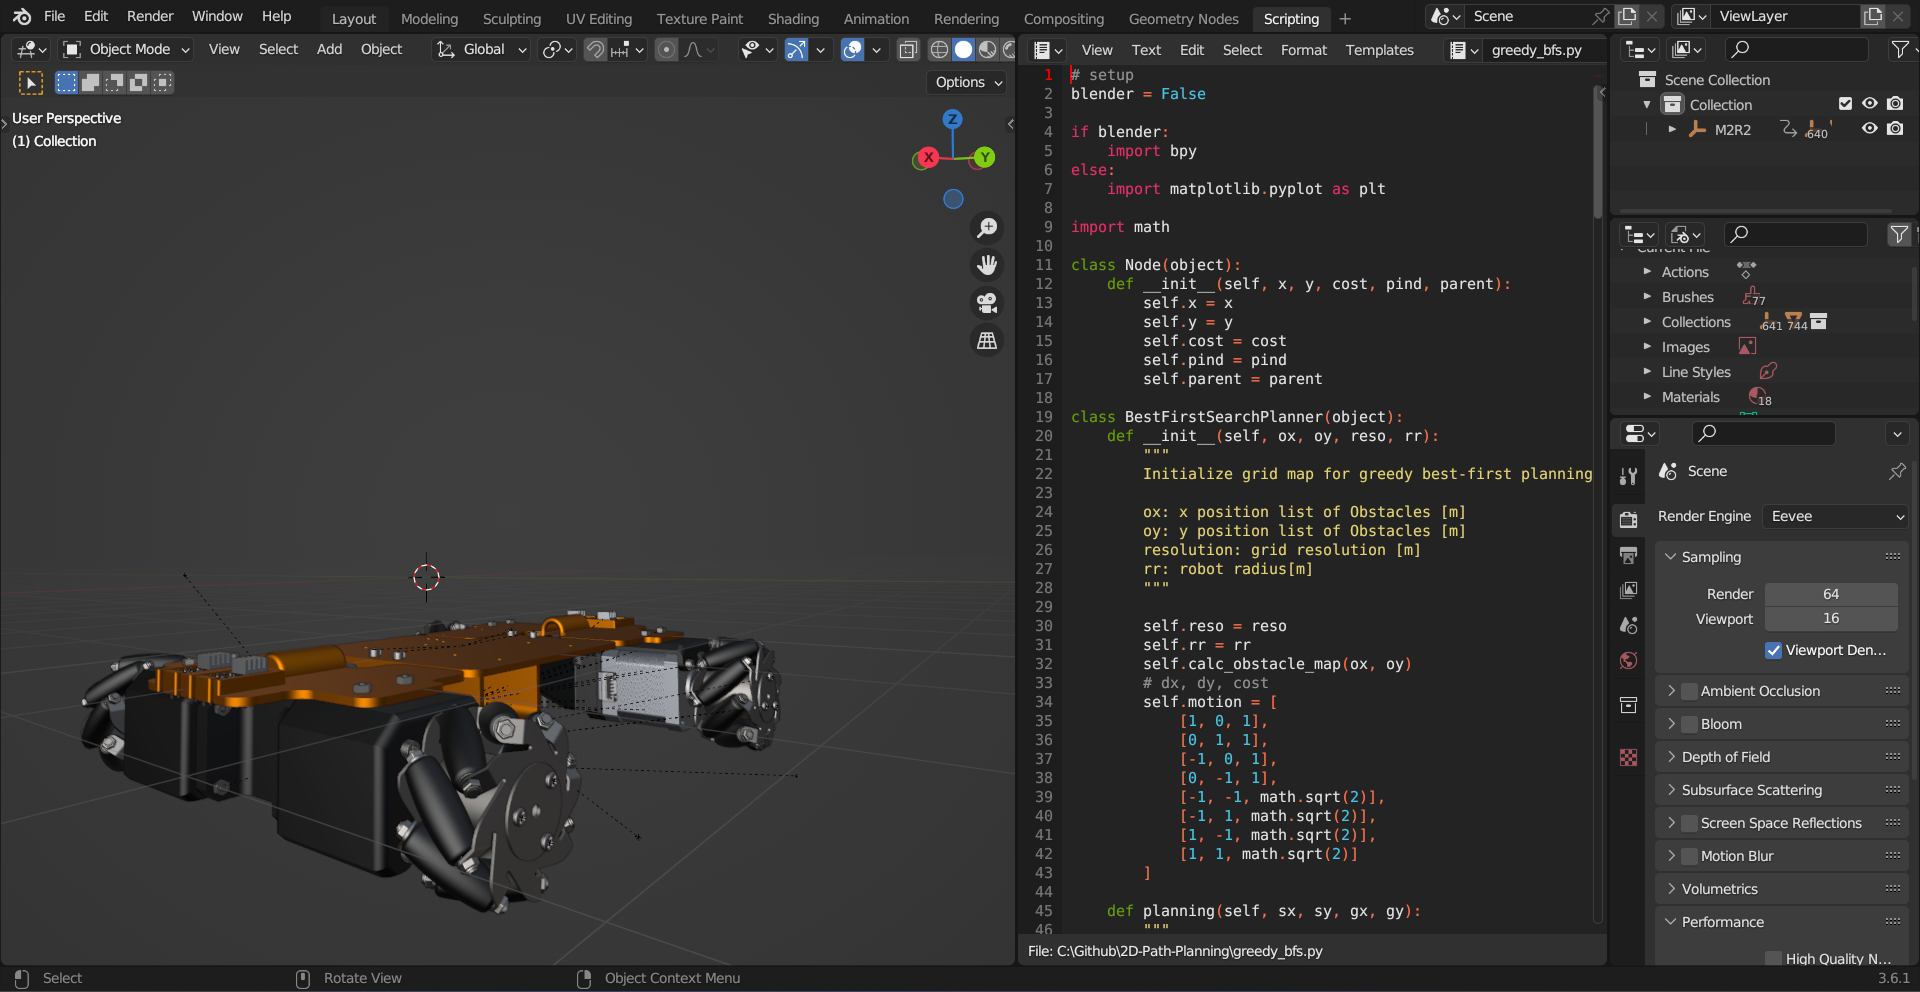 File Edit Render Window Help Layout Modeling Sculpting UV Editing Texture Paint Shading Animation Rendering Compositing Geometry Nodes Scripting + Scene ViewLayer
Object Mode View Select Add Object Global
Options
User Perspective
(1) Collection
Z
X
Y
View Text Edit Select Format Templates greedy_bfs.py
1 # setup
2 blender = False
3
4 if blender:
5 import bpy
6 else:
7 import matplotlib.pyplot as plt
8
9 import math
10
11 class Node(object):
12 def __init__(self, x, y, cost, pind, parent):
13 self.x = x
14 self.y = y
15 self.cost = cost
16 self.pind = pind
17 self.parent = parent
18
19 class BestFirstSearchPlanner(object):
20 def __init__(self, ox, oy, reso, rr):
21 """
22 Initialize grid map for greedy best-first planning
23
24 ox: x position list of Obstacles [m]
25 oy: y position list of Obstacles [m]
26 resolution: grid resolution [m]
27 rr: robot radius[m]
28 """
29
30 self.reso = reso
31 self.rr = rr
32 self.calc_obstacle_map(ox, oy)
33 # dx, dy, cost
34 self.motion = [
35 [1, 0, 1],
36 [0, 1, 1],
37 [-1, 0, 1],
38 [0, -1, 1],
39 [-1, -1, math.sqrt(2)],
40 [-1, 1, math.sqrt(2)],
41 [1, -1, math.sqrt(2)],
42 [1, 1, math.sqrt(2)]
43 ]
44
45 def planning(self, sx, sy, gx, gy):
46 """
File: C:\Github\2D-Path-Planning\greedy_bfs.py
Scene Collection
Collection
M2R2 640
Current File
Actions
Brushes 77
Collections 641 744
Images
Line Styles
Materials 18
Scene
Render Engine Eevee
Sampling
Render 64
Viewport 16
Viewport Den...
Ambient Occlusion
Bloom
Depth of Field
Subsurface Scattering
Screen Space Reflections
Motion Blur
Volumetrics
Performance
High Quality N...
Select Rotate View Object Context Menu 3.6.1